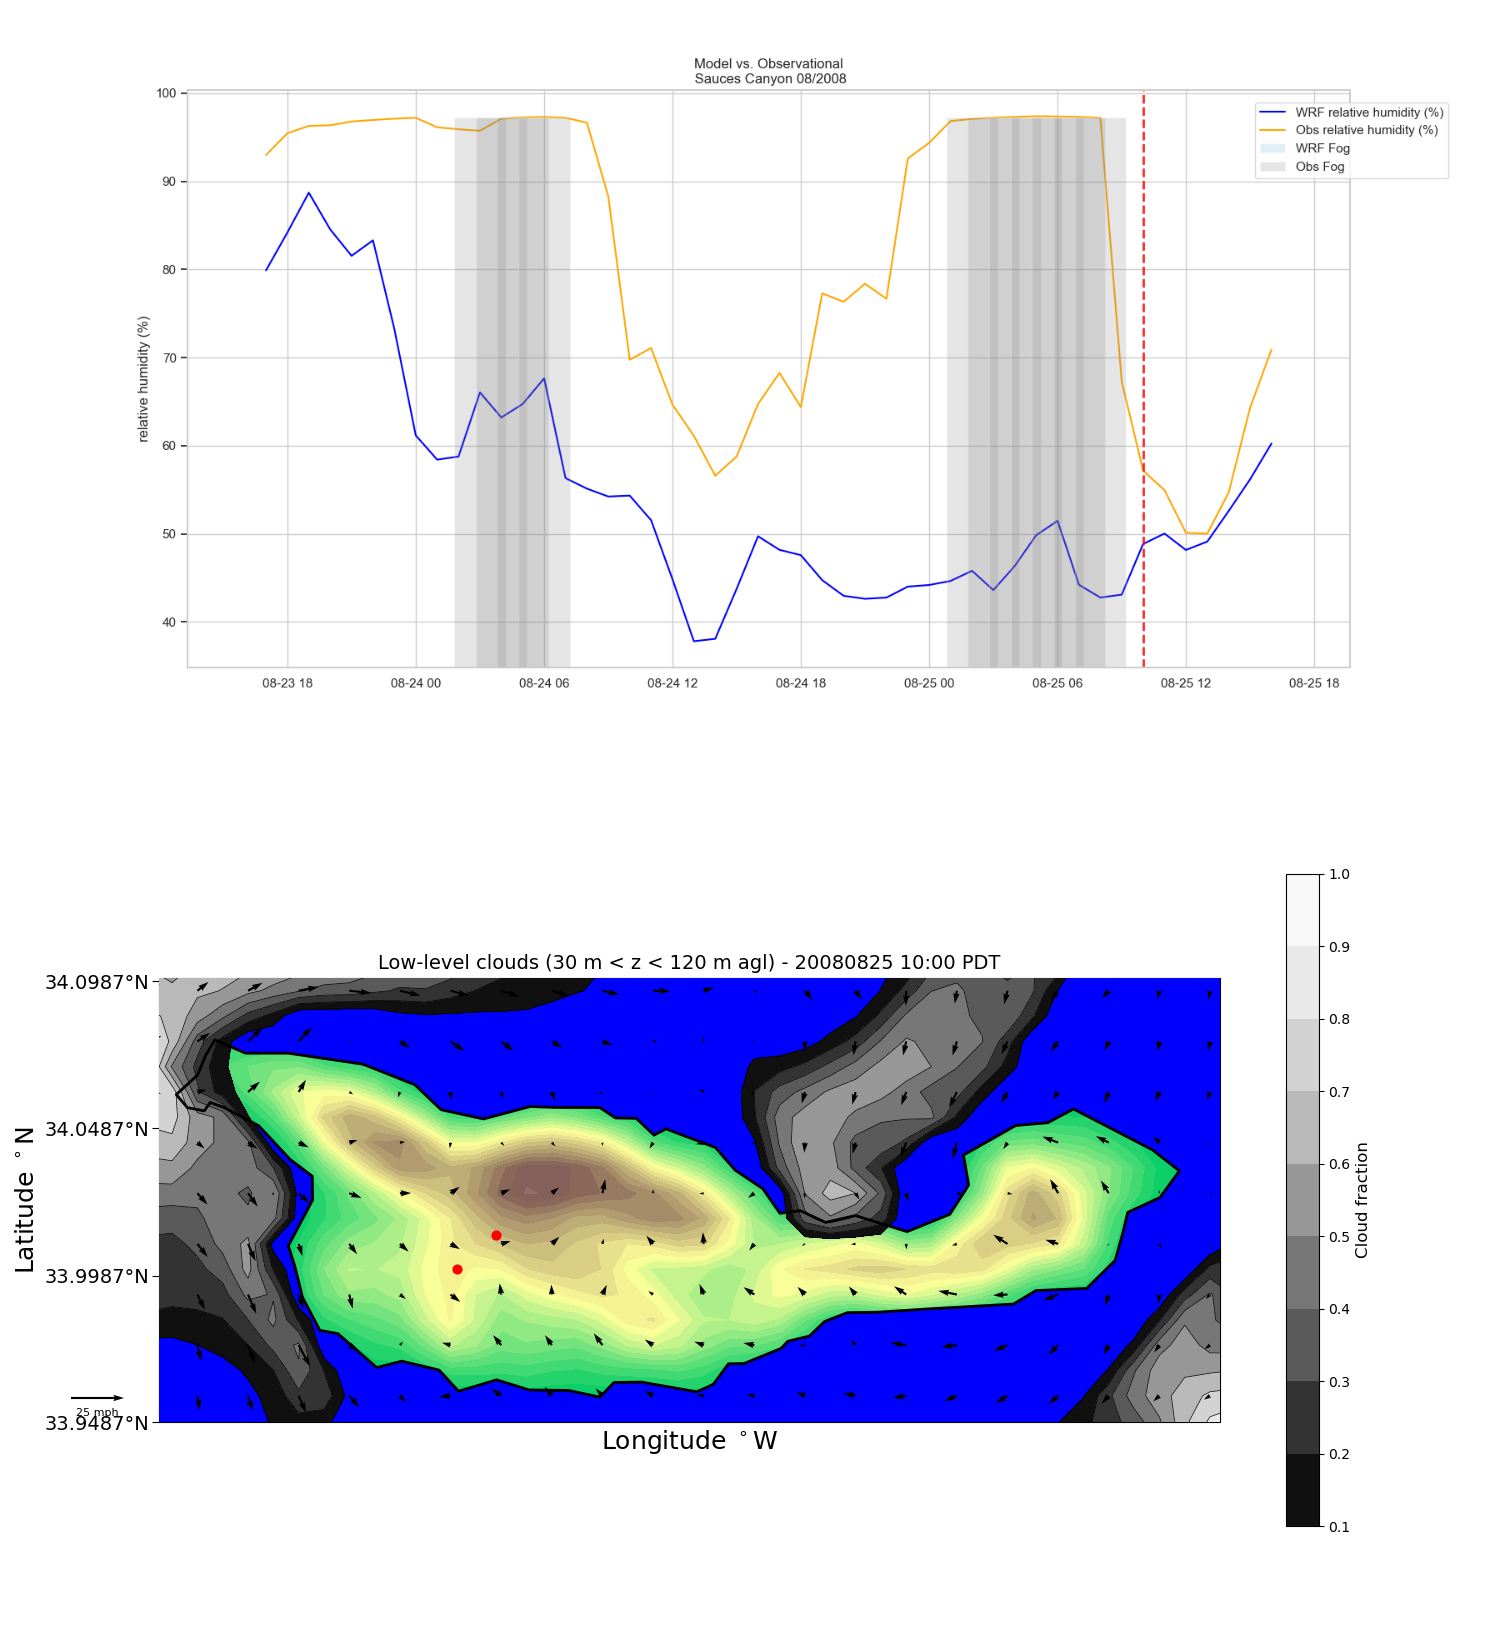 Model vs. Observational
Sauces Canyon 08/2008
100
90
80
70
60
50
40
relative humidity (%)
WRF relative humidity (%)
Obs relative humidity (%)
WRF Fog
Obs Fog
08-23 18
08-24 00
08-24 06
08-24 12
08-24 18
08-25 00
08-25 06
08-25 12
08-25 18
Low-level clouds (30 m < z < 120 m agl) - 20080825 10:00 PDT
34.0987°N
34.0487°N
33.9987°N
33.9487°N
Latitude °N
25 mph
Longitude °W
1.0
0.9
0.8
0.7
0.6
0.5
0.4
0.3
0.2
0.1
Cloud fraction